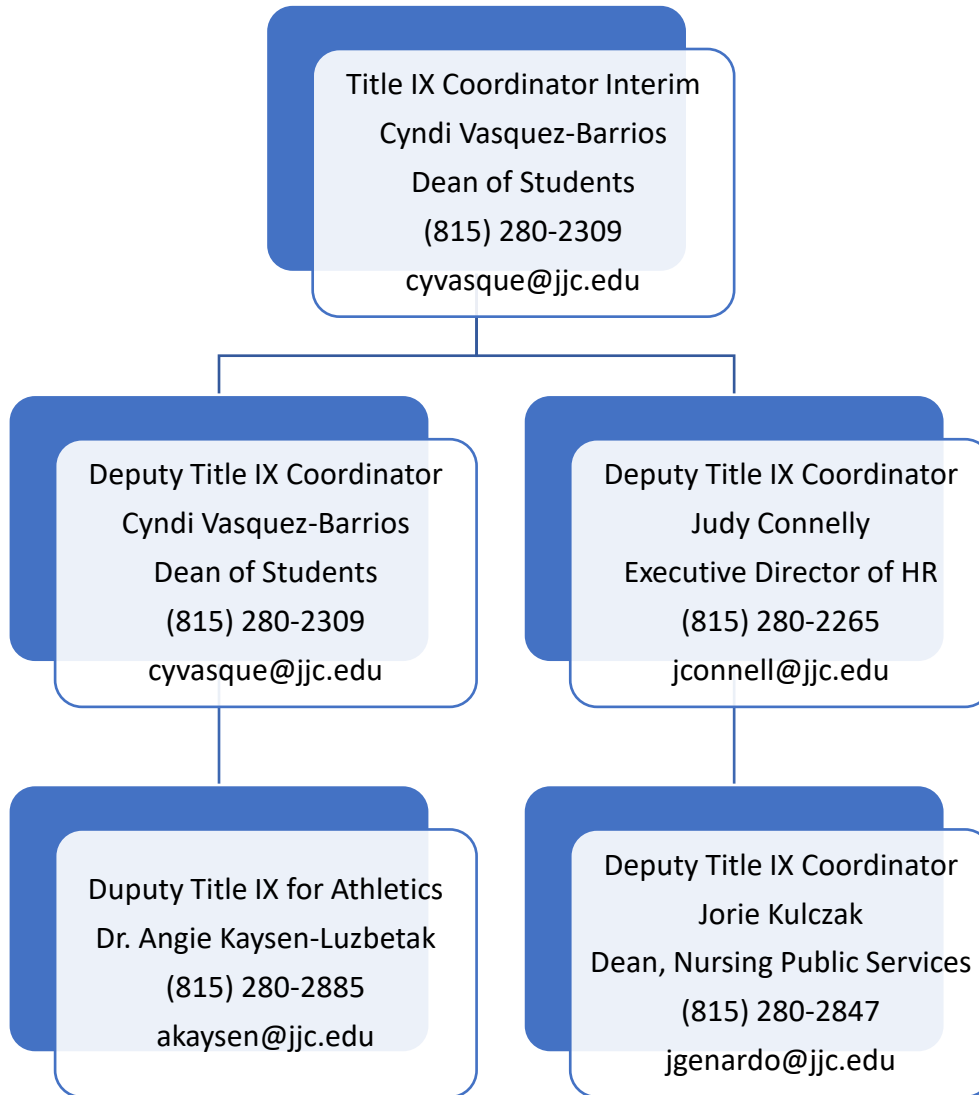 Title IX Coordinator Interim
Cyndi Vasquez-Barrios
Dean of Students
(815) 280-2309
cyvasque@jjc.edu
Deputy Title IX Coordinator
Cyndi Vasquez-Barrios
Dean of Students
(815) 280-2309
cyvasque@jjc.edu
Deputy Title IX Coordinator
Judy Connelly
Executive Director of HR
(815) 280-2265
jconnell@jjc.edu
Duputy Title IX for Athletics
Dr. Angie Kaysen-Luzbetak
(815) 280-2885
akaysen@jjc.edu
Deputy Title IX Coordinator
Jorie Kulczak
Dean, Nursing Public Services
(815) 280-2847
jgenardo@jjc.edu